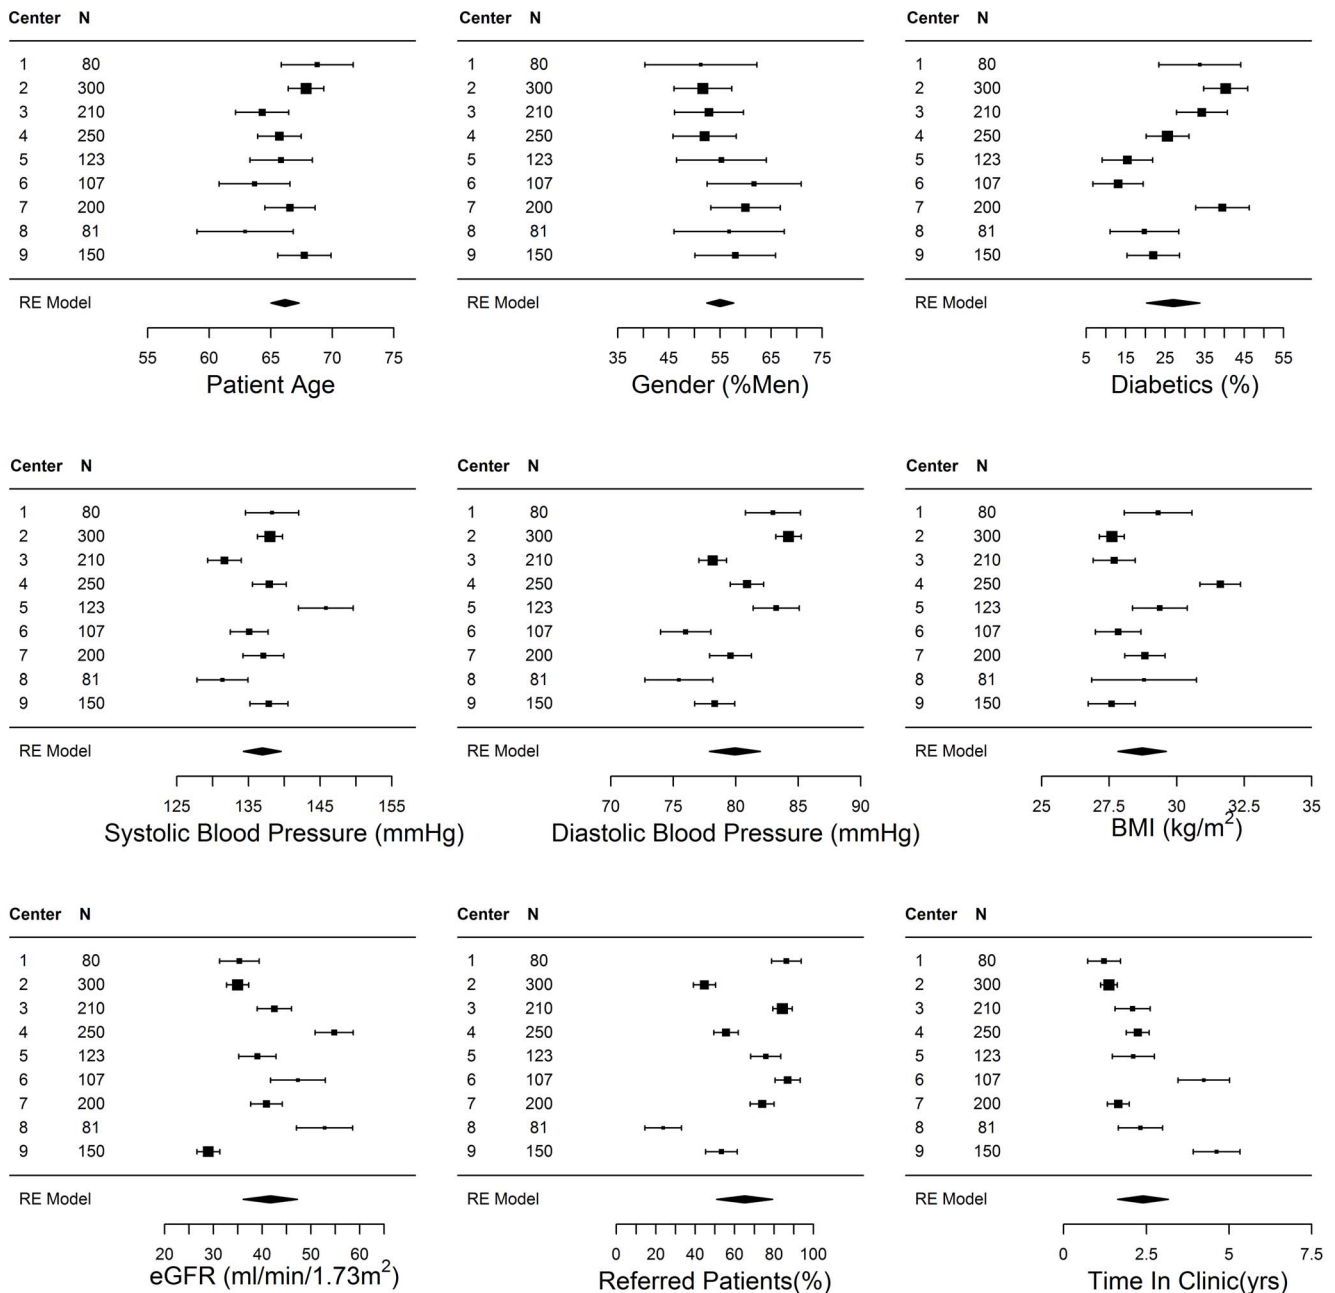 Center N
1 80
2 300
3 210
4 250
5 123
6 107
7 200
8 81
9 150
RE Model
55 60 65 70 75
Patient Age
Center N
1 80
2 300
3 210
4 250
5 123
6 107
7 200
8 81
9 150
RE Model
35 45 55 65 75
Gender (%Men)
Center N
1 80
2 300
3 210
4 250
5 123
6 107
7 200
8 81
9 150
RE Model
5 15 25 35 45 55
Diabetics (%)
Center N
1 80
2 300
3 210
4 250
5 123
6 107
7 200
8 81
9 150
RE Model
125 135 145 155
Systolic Blood Pressure (mmHg)
Center N
1 80
2 300
3 210
4 250
5 123
6 107
7 200
8 81
9 150
RE Model
70 75 80 85 90
Diastolic Blood Pressure (mmHg)
Center N
1 80
2 300
3 210
4 250
5 123
6 107
7 200
8 81
9 150
RE Model
25 27.5 30 32.5 35
BMI (kg/m²)
Center N
1 80
2 300
3 210
4 250
5 123
6 107
7 200
8 81
9 150
RE Model
20 30 40 50 60
eGFR (ml/min/1.73m²)
Center N
1 80
2 300
3 210
4 250
5 123
6 107
7 200
8 81
9 150
RE Model
0 20 40 60 80 100
Referred Patients(%)
Center N
1 80
2 300
3 210
4 250
5 123
6 107
7 200
8 81
9 150
RE Model
0 2.5 5 7.5
Time In Clinic(yrs)